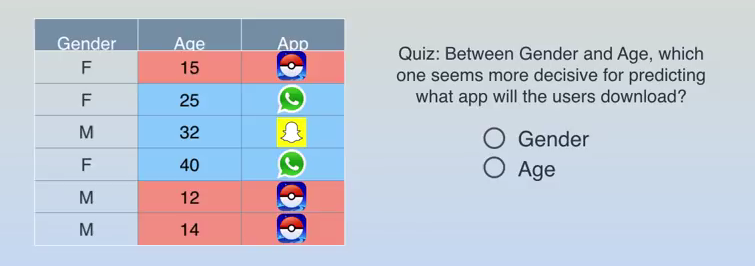 Gender Age App
F 15
F 25
M 32
F 40
M 12
M 14
Quiz: Between Gender and Age, which
one seems more decisive for predicting
what app will the users download?
Gender
Age